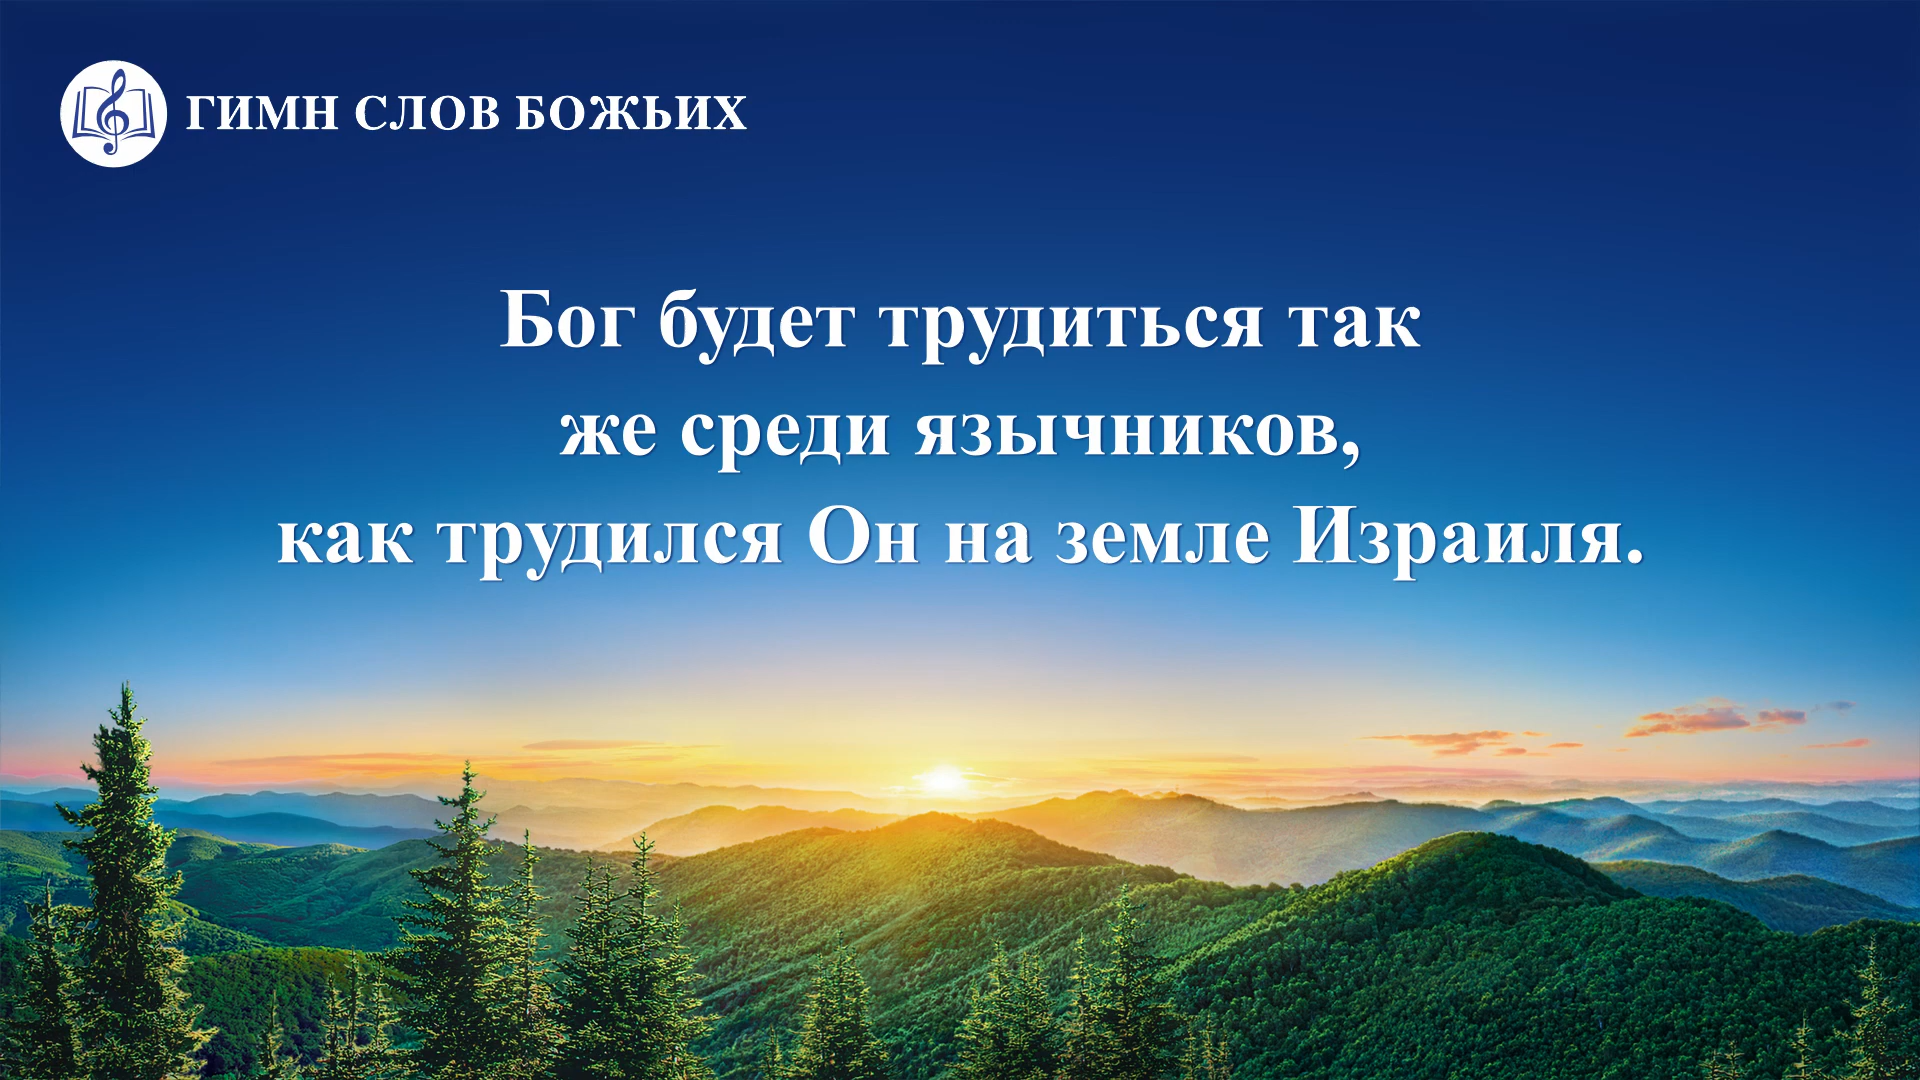 ГИМН СЛОВ БОЖЬИХ
Бог будет трудиться так
же среди язычников,
как трудился Он на земле Израиля.